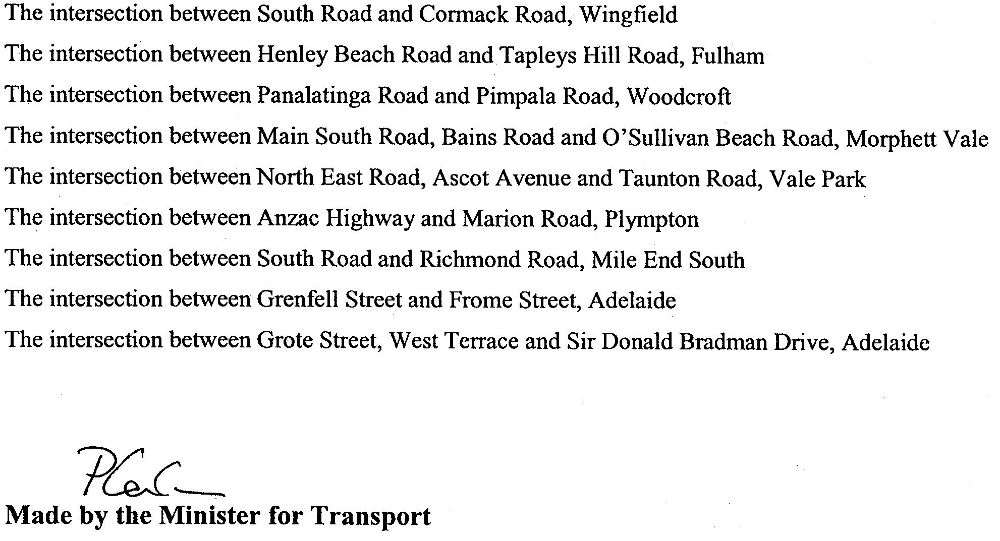 The intersection between South Road and Cormack Road, Wingfield
The intersection between Henley Beach Road and Tapleys Hill Road, Fulham
The intersection between Panalatinga Road and Pimpala Road, Woodcroft
The intersection between Main South Road, Bains Road and O'Sullivan Beach Road, Morphett Vale
The intersection between North East Road, Ascot Avenue and Taunton Road, Vale Park
The intersection between Anzac Highway and Marion Road, Plympton
The intersection between South Road and Richmond Road, Mile End South
The intersection between Grenfell Street and Frome Street, Adelaide
The intersection between Grote Street, West Terrace and Sir Donald Bradman Drive, Adelaide
Made by the Minister for Transport